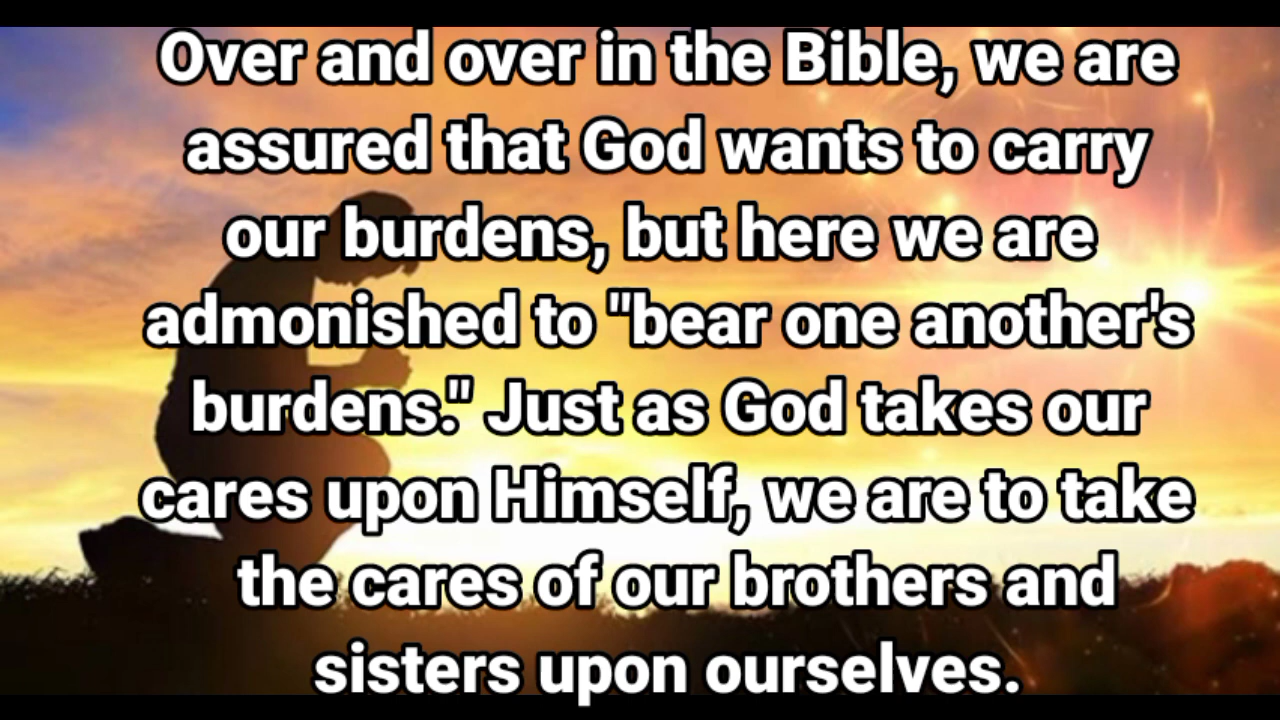 Over and over in the Bible, we are
assured that God wants to carry
our burdens, but here we are
admonished to "bear one another's
burdens." Just as God takes our
cares upon Himself, we are to take
the cares of our brothers and
sisters upon ourselves.